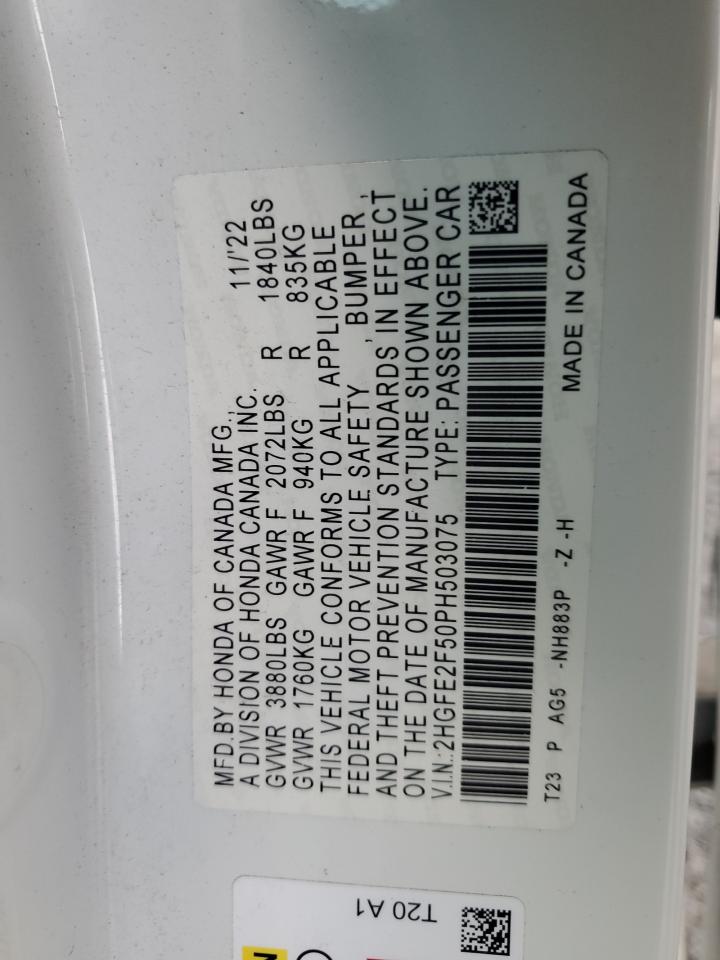 MFD.BY HONDA OF CANADA MFG., 11/'22
A DIVISION OF HONDA CANADA INC.
GVWR 3880LBS GAWR F 2072LBS R 1840LBS
GVWR 1760KG GAWR F 940KG R 835KG
THIS VEHICLE CONFORMS TO ALL APPLICABLE
FEDERAL MOTOR VEHICLE SAFETY , BUMPER ,
AND THEFT PREVENTION STANDARDS IN EFFECT
ON THE DATE OF MANUFACTURE SHOWN ABOVE.
V.I.N.:2HGFE2F50PH503075 TYPE: PASSENGER CAR
T23 P AG5 -NH883P -Z -H
MADE IN CANADA
T20 A1